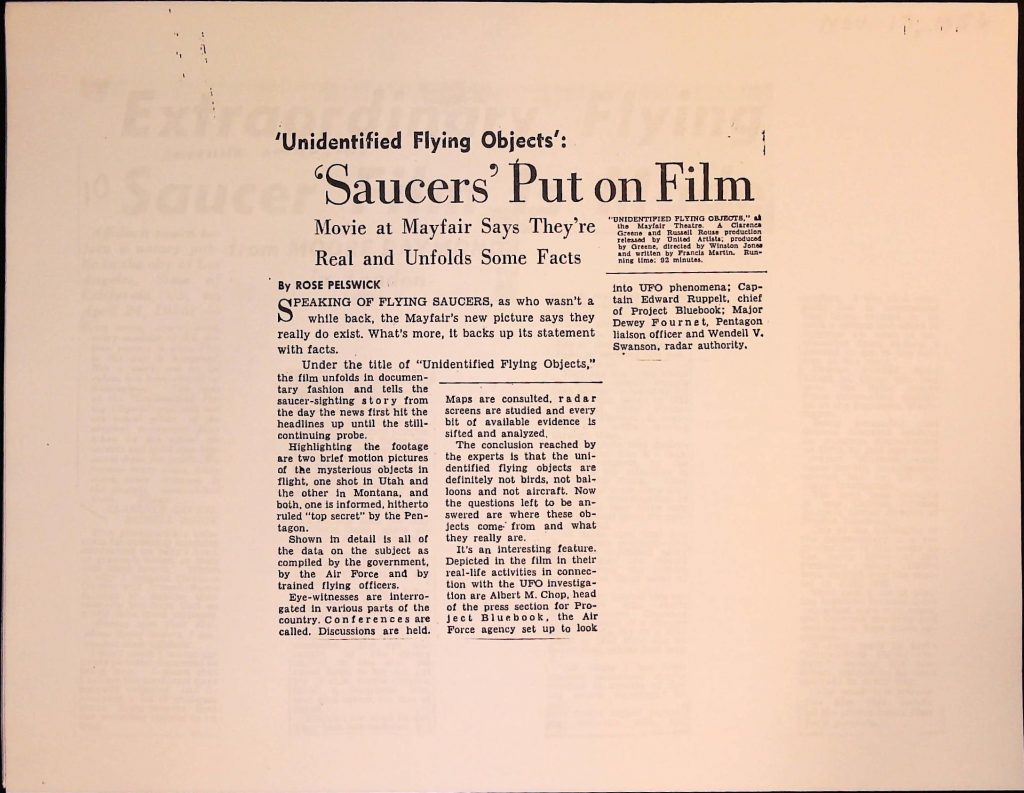 'Unidentified Flying Objects':
'Saucers' Put on Film
Movie at Mayfair Says They're
Real and Unfolds Some Facts
"UNIDENTIFIED FLYING OBJECTS," at
the Mayfair Theatre. A Clarence
Greene and Russell Rouse production
released by United Artists; produced
by Greene, directed by Winston Jones
and written by Francis Martin. Run-
ning time: 92 minutes.
By ROSE PELSWICK
SPEAKING OF FLYING SAUCERS, as who wasn't a
while back, the Mayfair's new picture says they
really do exist. What's more, it backs up its statement
with facts.
Under the title of "Unidentified Flying Objects,"
the film unfolds in documen-
tary fashion and tells the
saucer-sighting story from
the day the news first hit the
headlines up until the still-
continuing probe.
Highlighting the footage
are two brief motion pictures
of the mysterious objects in
flight, one shot in Utah and
the other in Montana, and
both, one is informed, hitherto
ruled "top secret" by the Pen-
tagon.
Shown in detail is all of
the data on the subject as
compiled by the government,
by the Air Force and by
trained flying officers.
Eye-witnesses are interro-
gated in various parts of the
country. Conferences are
called. Discussions are held.
Maps are consulted, radar
screens are studied and every
bit of available evidence is
sifted and analyzed.
The conclusion reached by
the experts is that the uni-
dentified flying objects are
definitely not birds, not bal-
loons and not aircraft. Now
the questions left to be an-
swered are where these ob-
jects come from and what
they really are.
It's an interesting feature.
Depicted in the film in their
real-life activities in connec-
tion with the UFO investiga-
tion are Albert M. Chop, head
of the press section for Pro-
ject Bluebook, the Air
Force agency set up to look
into UFO phenomena; Cap-
tain Edward Ruppelt, chief
of Project Bluebook; Major
Dewey Fournet, Pentagon
liaison officer and Wendell V.
Swanson, radar authority.
Extraordinary Flying
Saucer